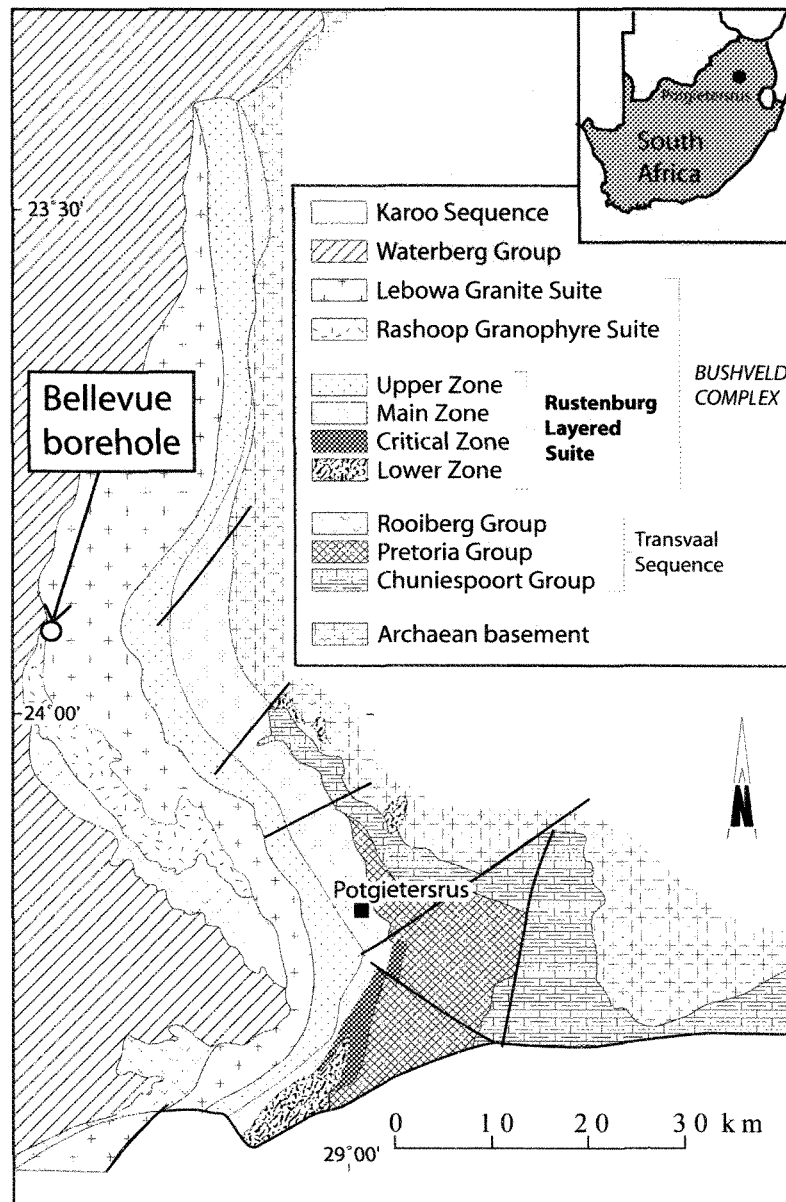 Potgietersrus
South
Africa
23°30'
Karoo Sequence
Waterberg Group
Lebowa Granite Suite
Rashoop Granophyre Suite
Upper Zone
Main Zone
Critical Zone
Lower Zone
Rustenburg
Layered
Suite
BUSHVELD
COMPLEX
Rooiberg Group
Pretoria Group
Chuniespoort Group
Transvaal
Sequence
Archaean basement
Bellevue
borehole
24°00'
N
Potgietersrus
0 10 20 30 km
29°00'